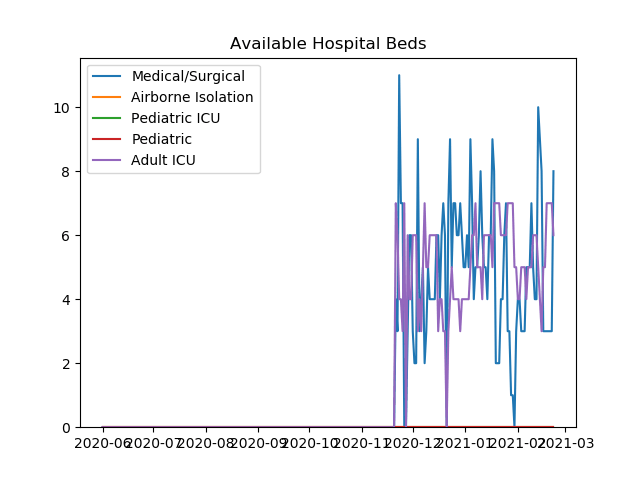 Available Hospital Beds
Medical/Surgical
Airborne Isolation
Pediatric ICU
Pediatric
Adult ICU
10
8
6
4
2
0
2020-06 2020-07 2020-08 2020-09 2020-10 2020-11 2020-12 2021-01 2021-02 2021-03